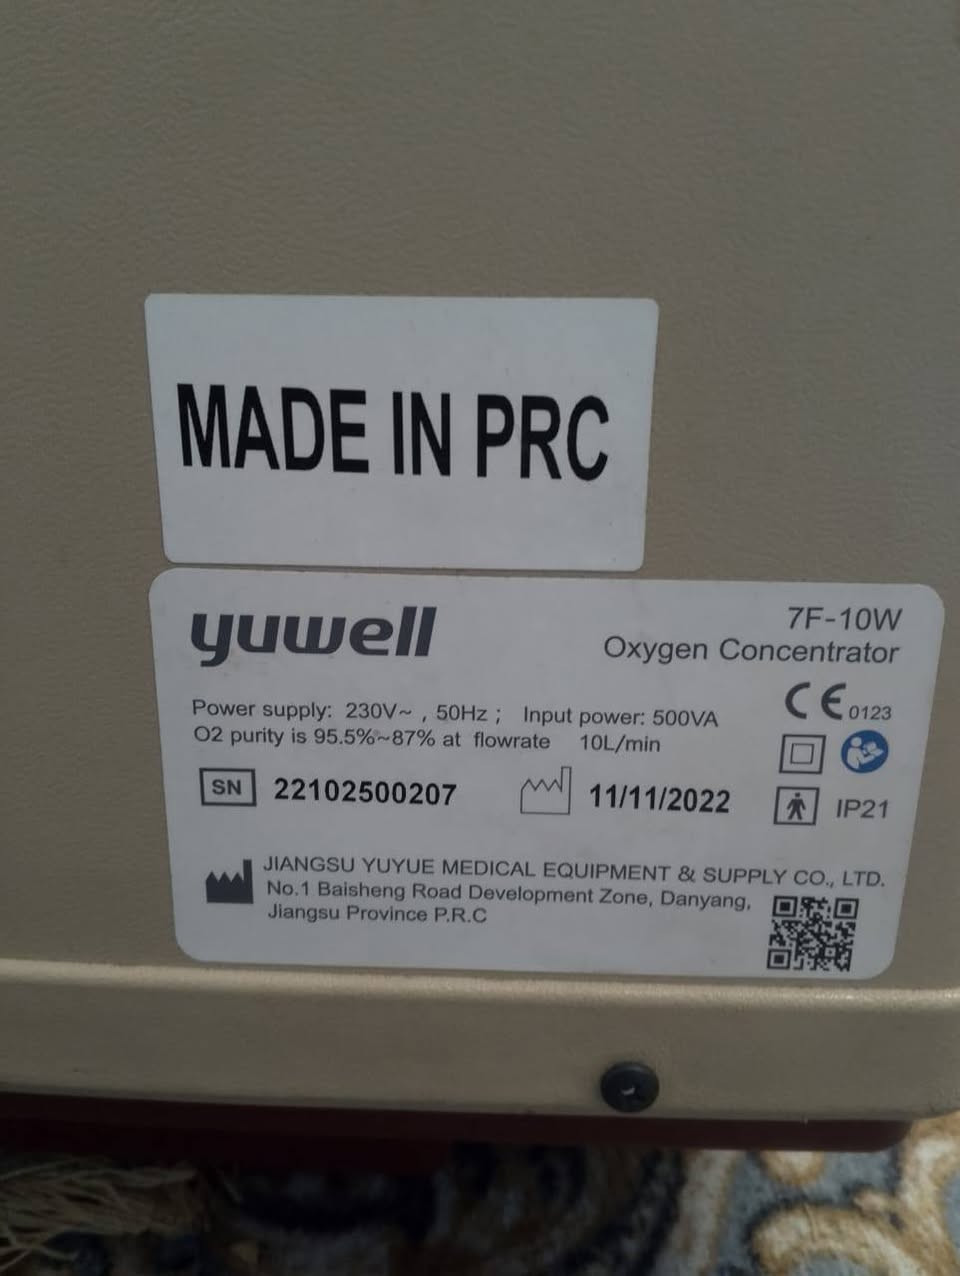 MADE IN PRC
yuwell
7F-10W
Oxygen Concentrator
Power supply: 230V~ , 50Hz ; Input power: 500VA
O2 purity is 95.5%~87% at flowrate 10L/min
CE 0123
SN 22102500207 11/11/2022
IP21
JIANGSU YUYUE MEDICAL EQUIPMENT & SUPPLY CO., LTD.
No.1 Baisheng Road Development Zone, Danyang,
Jiangsu Province P.R.C